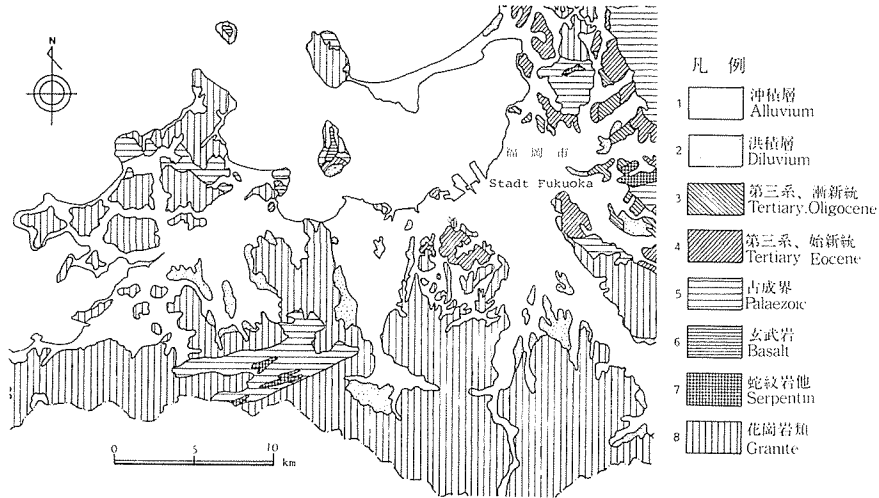 N
福岡市
Stadt Fukuoka
0 5 10
km
凡例
1 沖積層
Alluvium
2 洪積層
Diluvium
3 第三系、漸新統
Tertiary.Oligocene
4 第三系、始新統
Tertiary Eocene
5 古成界
Palaezoic
6 玄武岩
Basalt
7 蛇紋岩他
Serpentin
8 花崗岩類
Granite